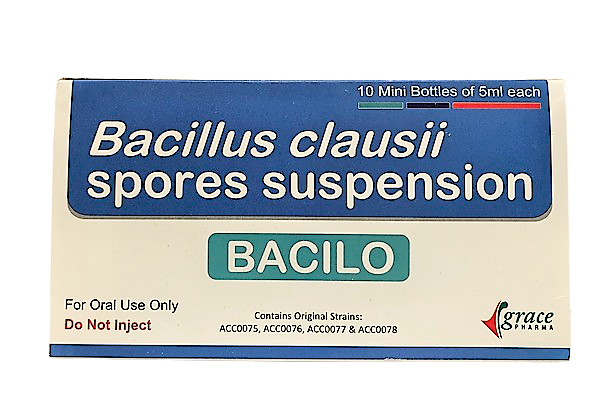 10 Mini Bottles of 5ml each
Bacillus clausii
spores suspension
BACILO
For Oral Use Only
Do Not Inject
Contains Original Strains:
ACC0075, ACC0076, ACC0077 & ACC0078
grace
PHARMA